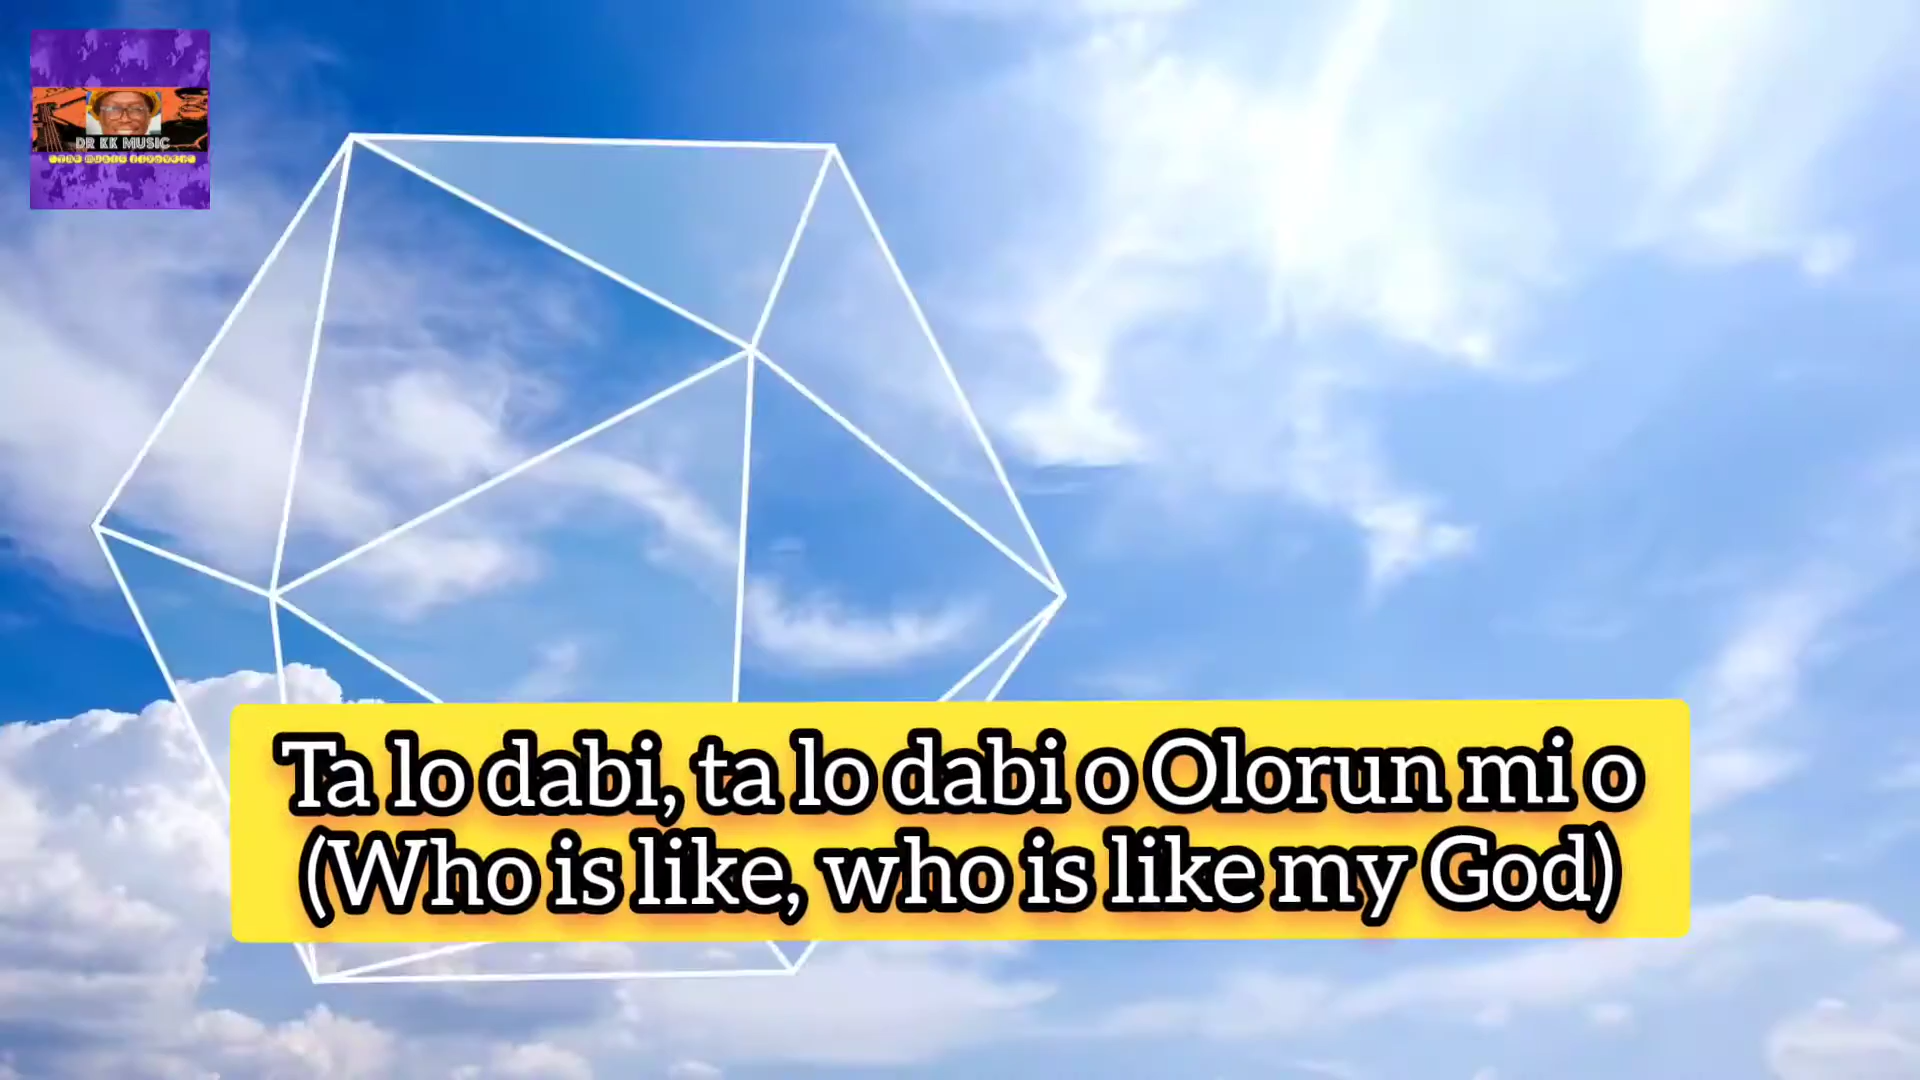 DR KK MUSIC
Ta lo dabi, ta lo dabi o Olorun mi o
(Who is like, who is like my God)